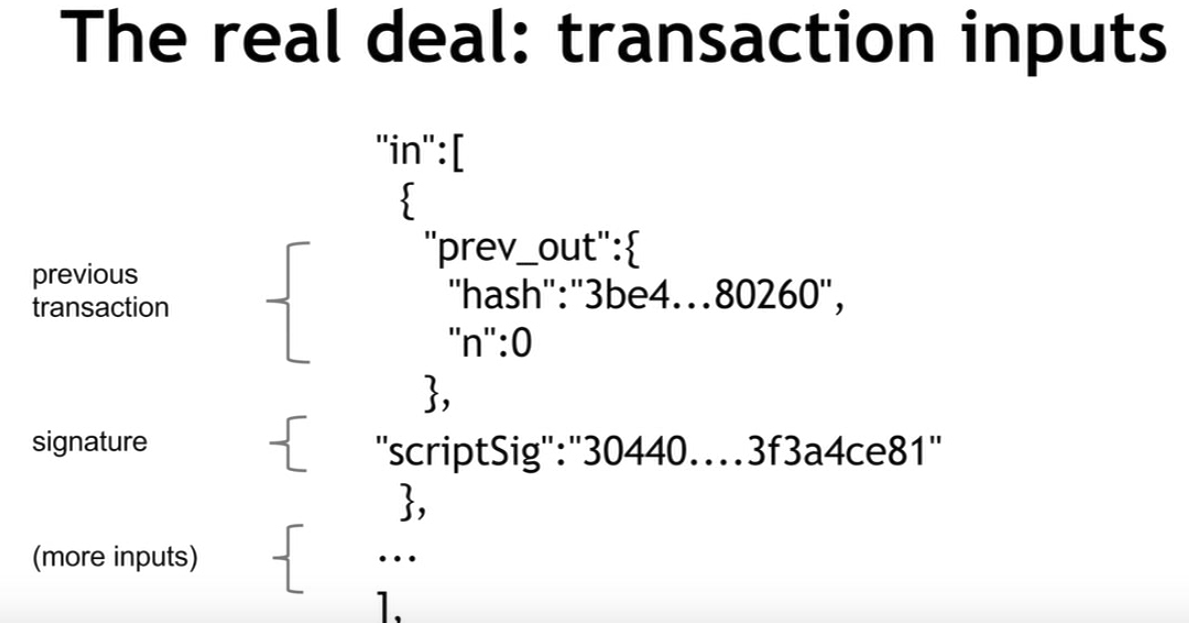 The real deal: transaction inputs
"in":[
{
"prev_out":{
previous
transaction
"hash":"3be4...80260",
"n":0
},
signature
"scriptSig":"30440....3f3a4ce81"
},
(more inputs)
...
],